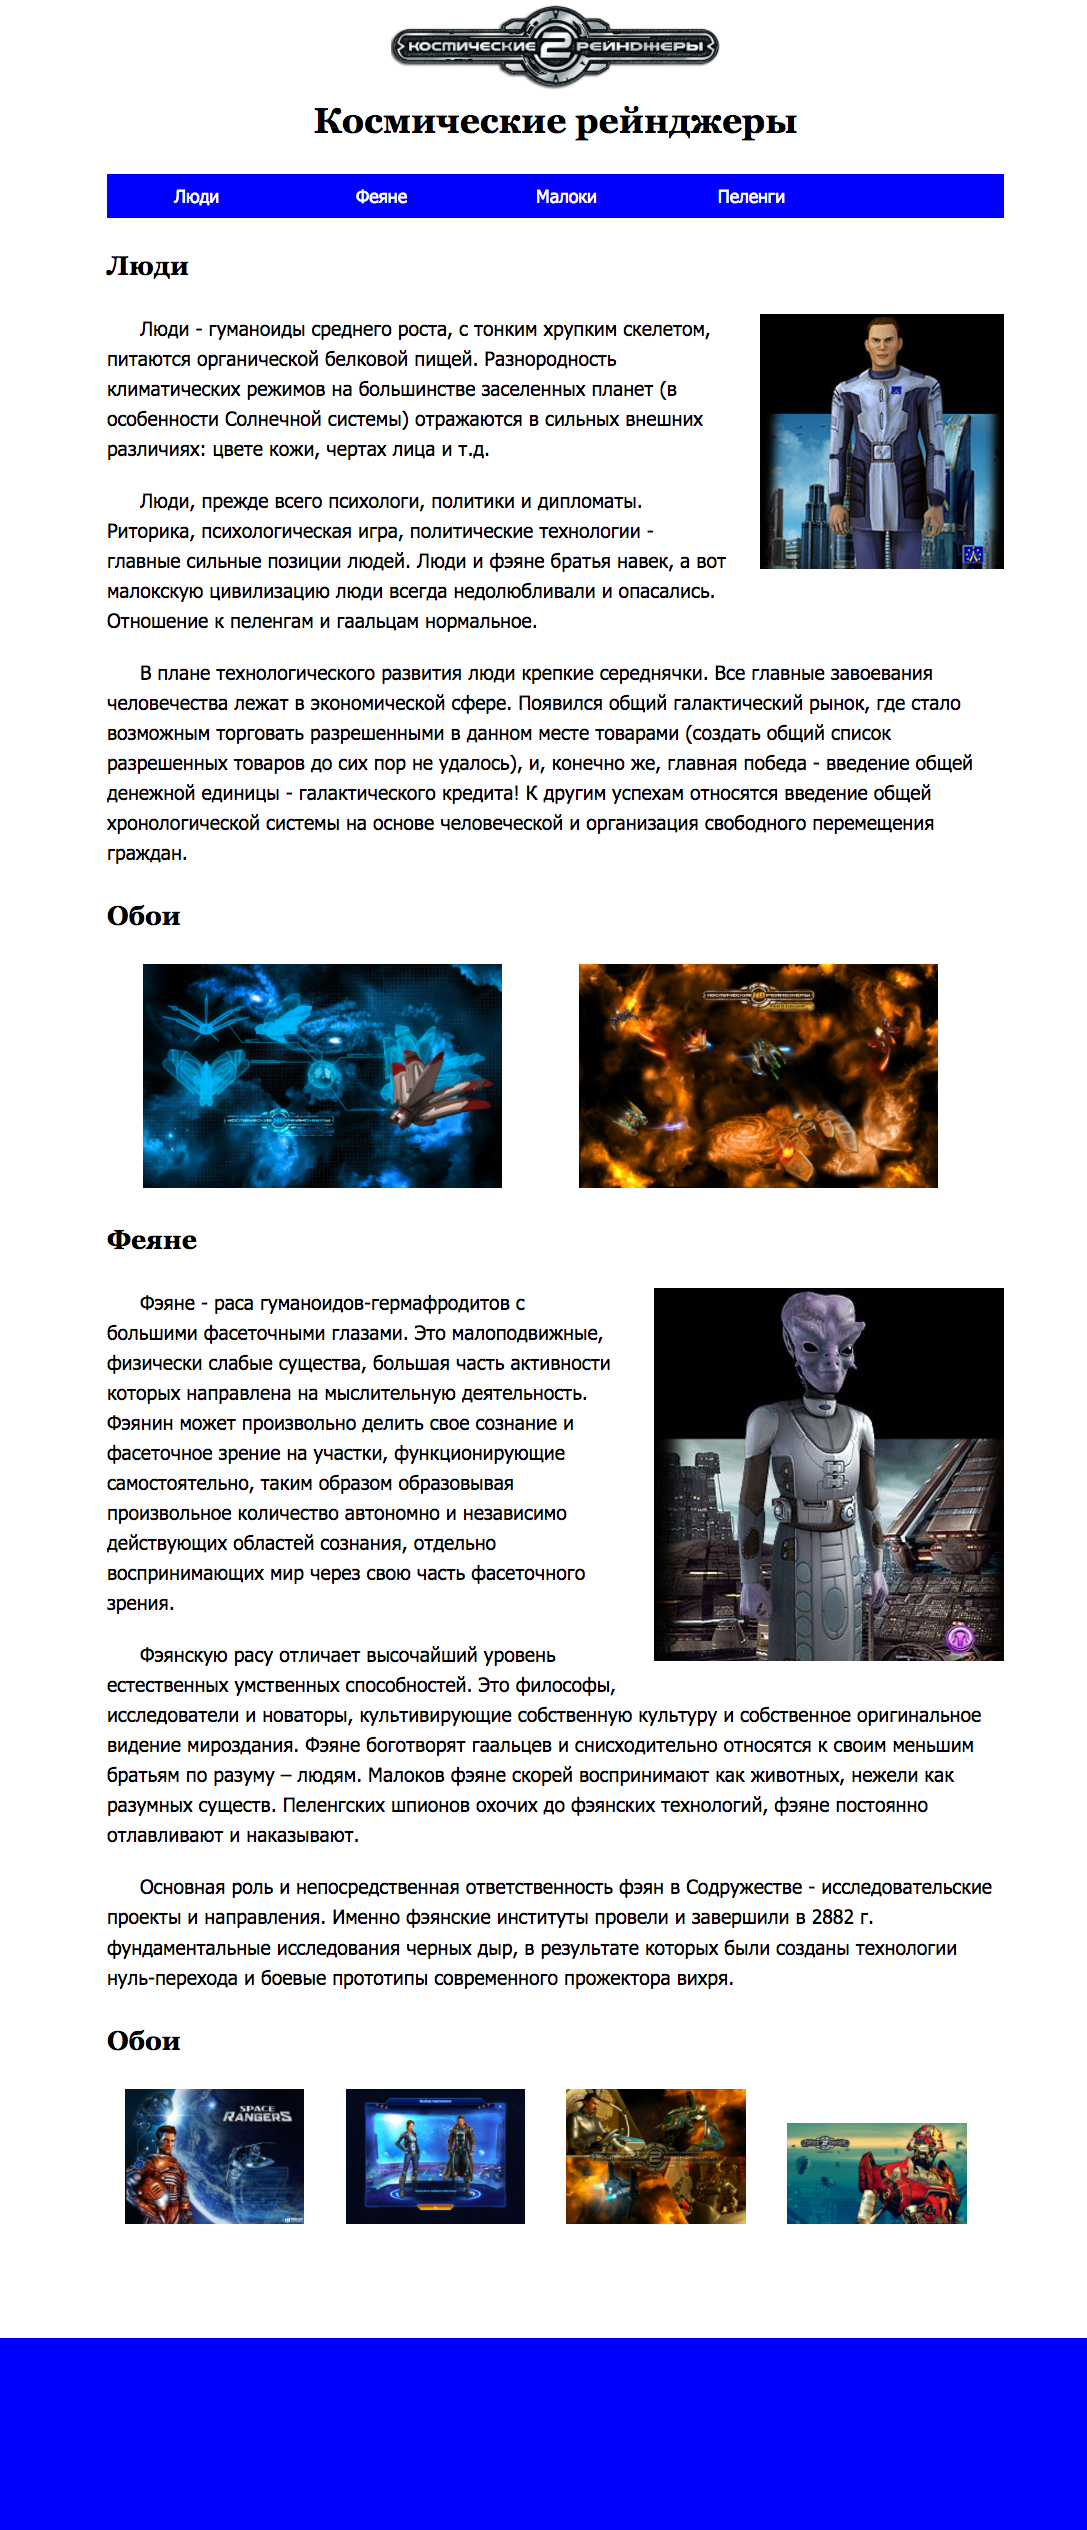 КОСМИЧЕСКИЕ 2 РЕЙНДЖЕРЫ
Космические рейнджеры
Люди Феяне Малоки Пеленги
Люди
Люди - гуманоиды среднего роста, с тонким хрупким скелетом,
питаются органической белковой пищей. Разнородность
климатических режимов на большинстве заселенных планет (в
особенности Солнечной системы) отражаются в сильных внешних
различиях: цвете кожи, чертах лица и т.д.
Люди, прежде всего психологи, политики и дипломаты.
Риторика, психологическая игра, политические технологии -
главные сильные позиции людей. Люди и фэяне братья навек, а вот
малокскую цивилизацию люди всегда недолюбливали и опасались.
Отношение к пеленгам и гаальцам нормальное.
В плане технологического развития люди крепкие середнячки. Все главные завоевания
человечества лежат в экономической сфере. Появился общий галактический рынок, где стало
возможным торговать разрешенными в данном месте товарами (создать общий список
разрешенных товаров до сих пор не удалось), и, конечно же, главная победа - введение общей
денежной единицы - галактического кредита! К другим успехам относятся введение общей
хронологической системы на основе человеческой и организация свободного перемещения
граждан.
Обои
КОСМИЧЕСКИЕ HD РЕЙНДЖЕРЫ
КОСМИЧЕСКИЕ HD РЕЙНДЖЕРЫ
Феяне
Фэяне - раса гуманоидов-гермафродитов с
большими фасеточными глазами. Это малоподвижные,
физически слабые существа, большая часть активности
которых направлена на мыслительную деятельность.
Фэянин может произвольно делить свое сознание и
фасеточное зрение на участки, функционирующие
самостоятельно, таким образом образовывая
произвольное количество автономно и независимо
действующих областей сознания, отдельно
воспринимающих мир через свою часть фасеточного
зрения.
Фэянскую расу отличает высочайший уровень
естественных умственных способностей. Это философы,
исследователи и новаторы, культивирующие собственную культуру и собственное оригинальное
видение мироздания. Фэяне боготворят гаальцев и снисходительно относятся к своим меньшим
братьям по разуму – людям. Малоков фэяне скорей воспринимают как животных, нежели как
разумных существ. Пеленгских шпионов охочих до фэянских технологий, фэяне постоянно
отлавливают и наказывают.
Основная роль и непосредственная ответственность фэян в Содружестве - исследовательские
проекты и направления. Именно фэянские институты провели и завершили в 2882 г.
фундаментальные исследования черных дыр, в результате которых были созданы технологии
нуль-перехода и боевые прототипы современного прожектора вихря.
Обои
SPACE
RANGERS